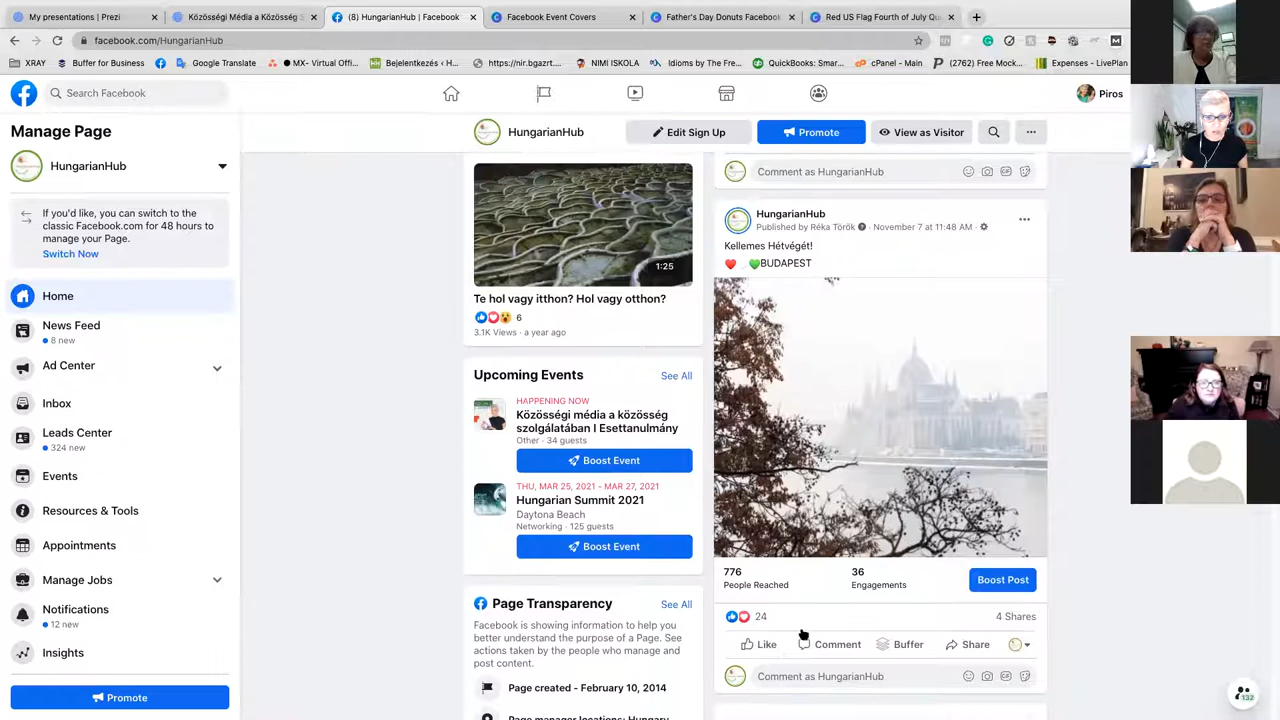 My presentations | Prezi
Közösségi Média a Közösség S
(1) HungarianHub | Facebook
Facebook Event Covers
Father's Day Donuts Facebook
Red US Flag Fourth of July Qu
facebook.com/HungarianHub
XRAY
Buffer for Business
Google Translate
MX- Virtual Offi...
Bejelentkezés ‹ H...
https://nir.bgazrt....
NIMI ISKOLA
Idioms by The Fre...
QuickBooks: Smar...
cPanel - Main
(2762) Free Mock...
Expenses - LivePlan
Search Facebook
Piros
Manage Page
HungarianHub
If you'd like, you can switch to the
classic Facebook.com for 48 hours to
manage your Page.
Switch Now
Home
News Feed
8 new
Ad Center
Inbox
Leads Center
324 new
Events
Resources & Tools
Appointments
Manage Jobs
Notifications
12 new
Insights
Promote
HungarianHub
Edit Sign Up
Promote
View as Visitor
1:25
Te hol vagy itthon? Hol vagy otthon?
6
3.1K Views · a year ago
Upcoming Events
See All
HAPPENING NOW
Közösségi média a közösség
szolgálatában I Esettanulmány
Other · 34 guests
Boost Event
THU, MAR 25, 2021 - MAR 27, 2021
Hungarian Summit 2021
Daytona Beach
Networking · 125 guests
Boost Event
Page Transparency
See All
Facebook is showing information to help you
better understand the purpose of a Page. See
actions taken by the people who manage and
post content.
Page created - February 10, 2014
Page manager locations: Hungary
Comment as HungarianHub
HungarianHub
Published by Réka Török · November 7 at 11:48 AM ·
Kellemes Hétvégét!
BUDAPEST
776
People Reached
36
Engagements
Boost Post
24
4 Shares
Like
Comment
Buffer
Share
Comment as HungarianHub
132